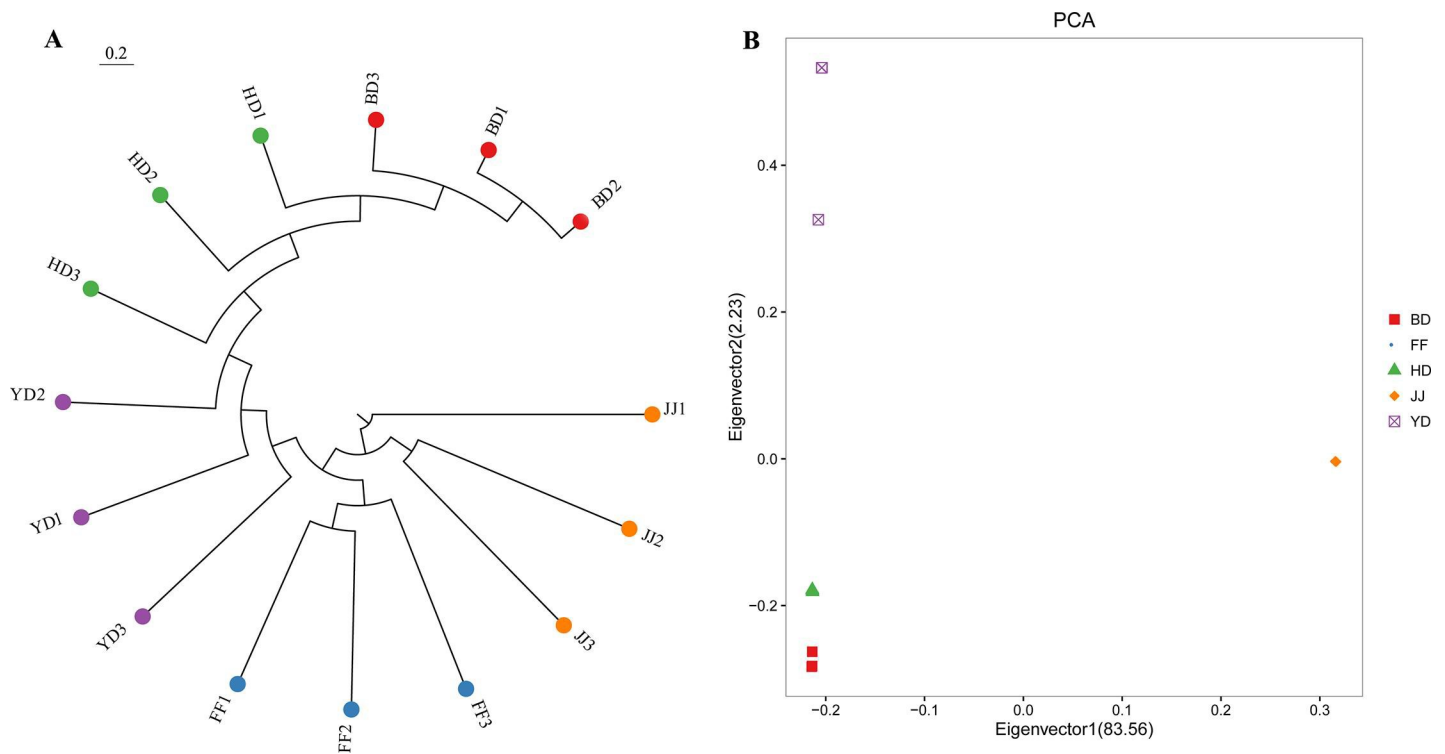 A
0.2
HD1
BD3
BD1
HD2
BD2
HD3
YD2
JJ1
YD1
JJ2
YD3
JJ3
FF1
FF2
FF3
B
PCA
0.4
0.2
0.0
−0.2
Eigenvector2(2.23)
−0.2
−0.1
0.0
0.1
0.2
0.3
Eigenvector1(83.56)
BD
FF
HD
JJ
YD